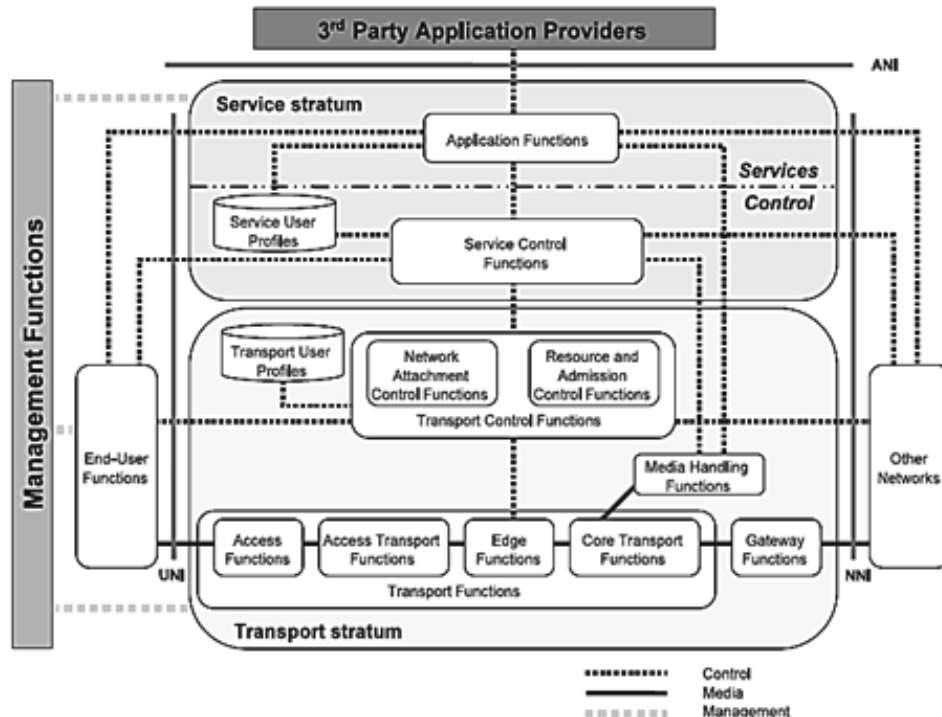 3rd Party Application Providers
ANI
Service stratum
Application Functions
Services
Control
Service User
Profiles
Service Control
Functions
Management Functions
Transport User
Profiles
Network
Attachment
Control Functions
Resource and
Admission
Control Functions
Transport Control Functions
End-User
Functions
Other
Networks
Media Handling
Functions
Access
Functions
Access Transport
Functions
Edge
Functions
Core Transport
Functions
Gateway
Functions
UNI
NNI
Transport Functions
Transport stratum
Control
Media
Management